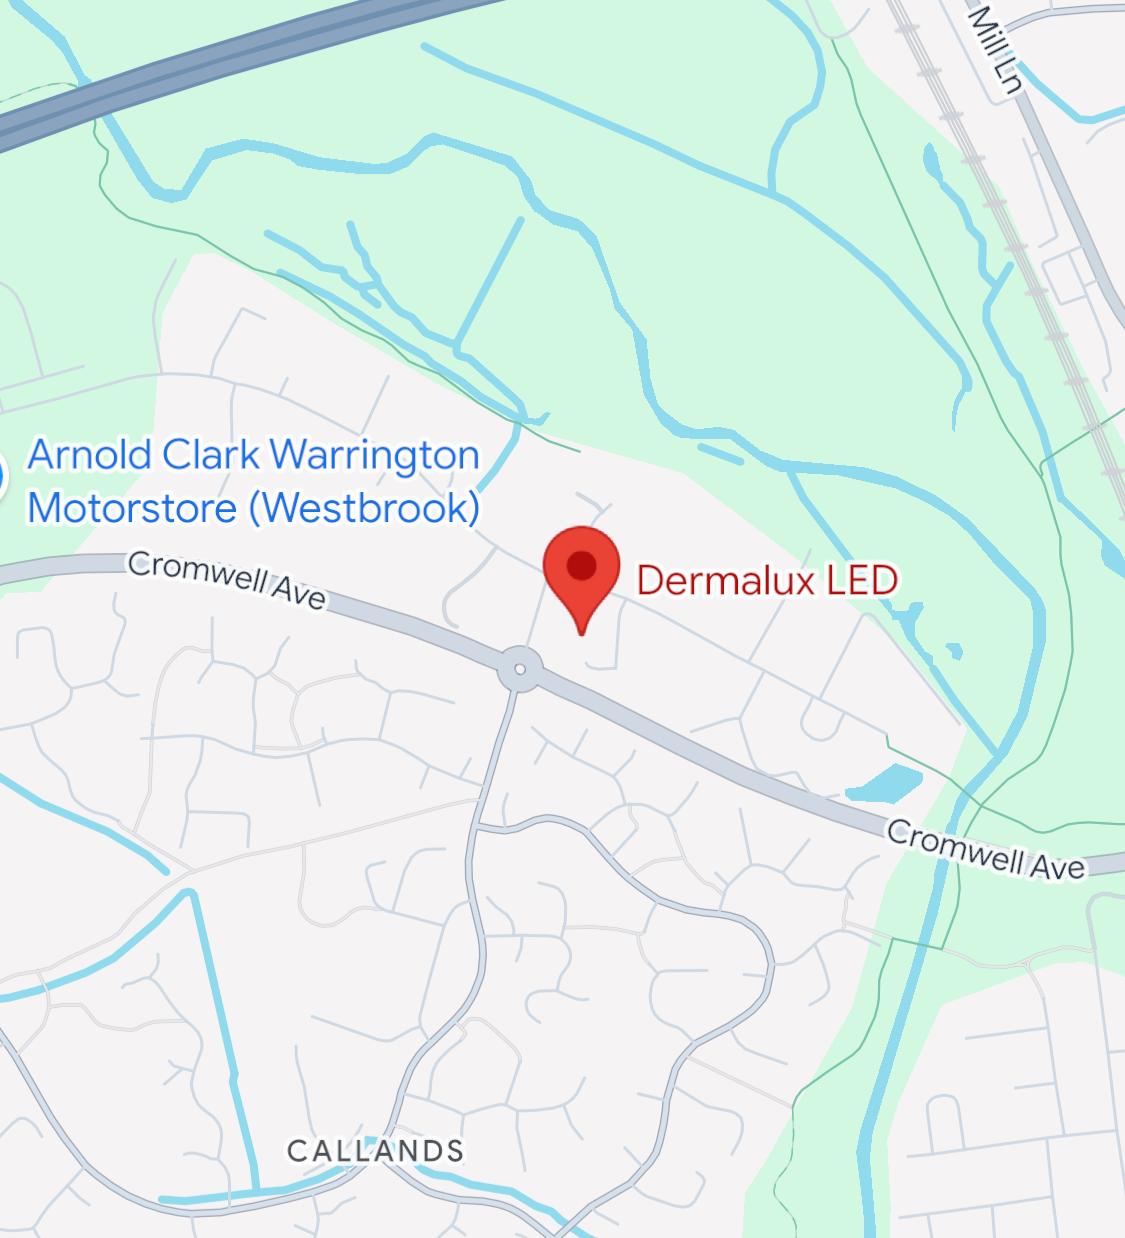 Mill Ln
Arnold Clark Warrington
Motorstore (Westbrook)
Cromwell Ave
Dermalux LED
Cromwell Ave
CALLANDS